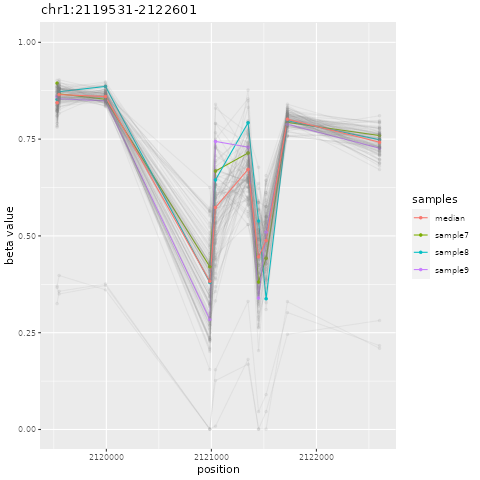 chr1:2119531-2122601
1.00
0.75
0.50
0.25
0.00
beta value
2120000 2121000 2122000
position
samples
median
sample7
sample8
sample9